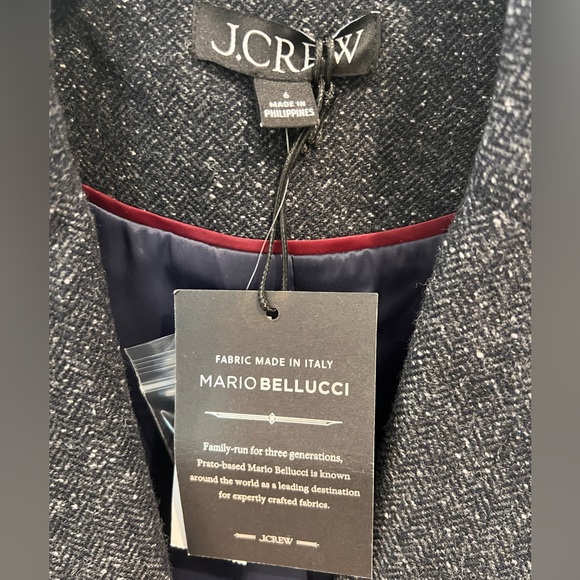 J.CREW
6
MADE IN
PHILIPPINES
FABRIC MADE IN ITALY
MARIO BELLUCCI
Family-run for three generations,
Prato-based Mario Bellucci is known
around the world as a leading destination
for expertly crafted fabrics.
J.CREW